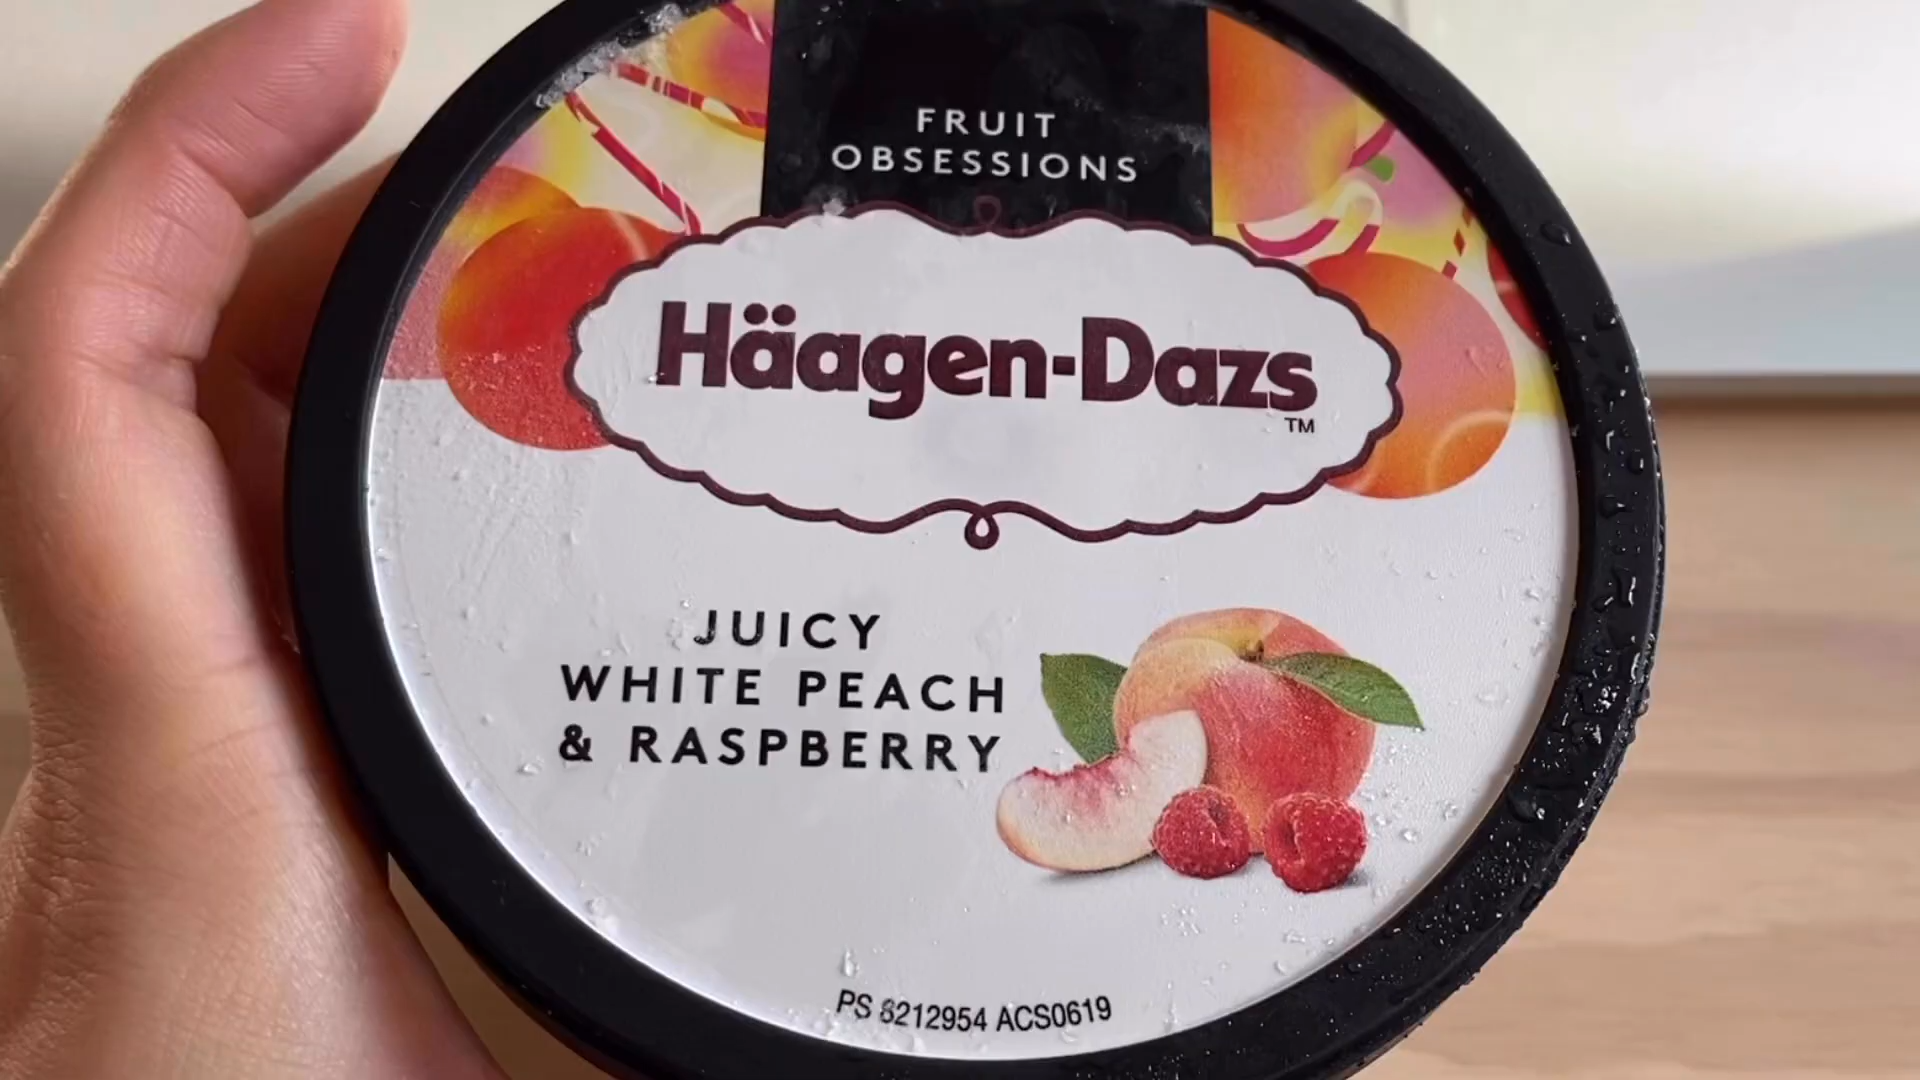 FRUIT
OBSESSIONS
Häagen-Dazs
TM
JUICY
WHITE PEACH
& RASPBERRY
PS 8212954 ACS0619